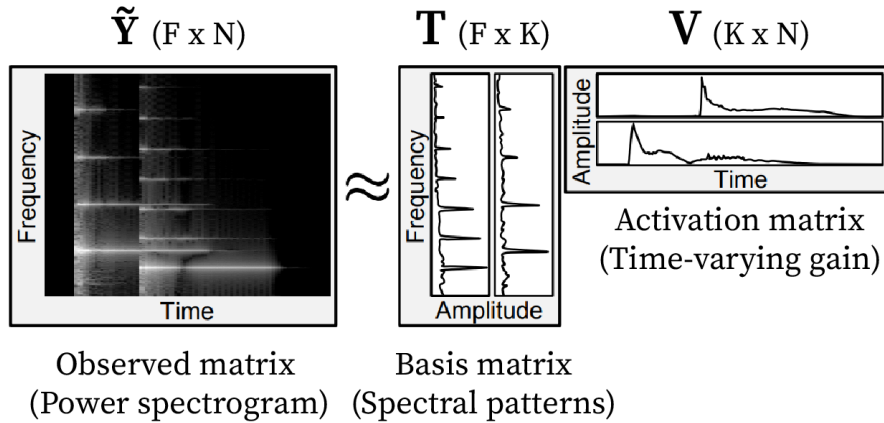 Ỹ (F x N)
T (F x K)
V (K x N)
Frequency
Time
≈
Frequency
Amplitude
Amplitude
Time
Observed matrix
(Power spectrogram)
Basis matrix
(Spectral patterns)
Activation matrix
(Time-varying gain)